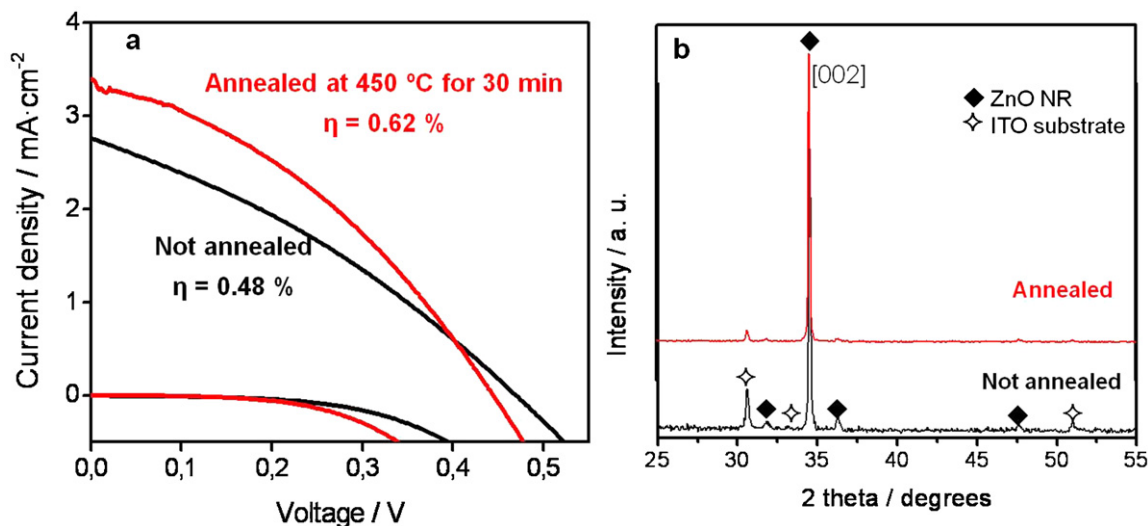 a
Annealed at 450 ºC for 30 min
η = 0.62 %
Not annealed
η = 0.48 %
Current density / mA·cm⁻²
4
3
2
1
0
0,0 0,1 0,2 0,3 0,4 0,5
Voltage / V
b
[002]
ZnO NR
ITO substrate
Annealed
Not annealed
Intensity / a. u.
25 30 35 40 45 50 55
2 theta / degrees